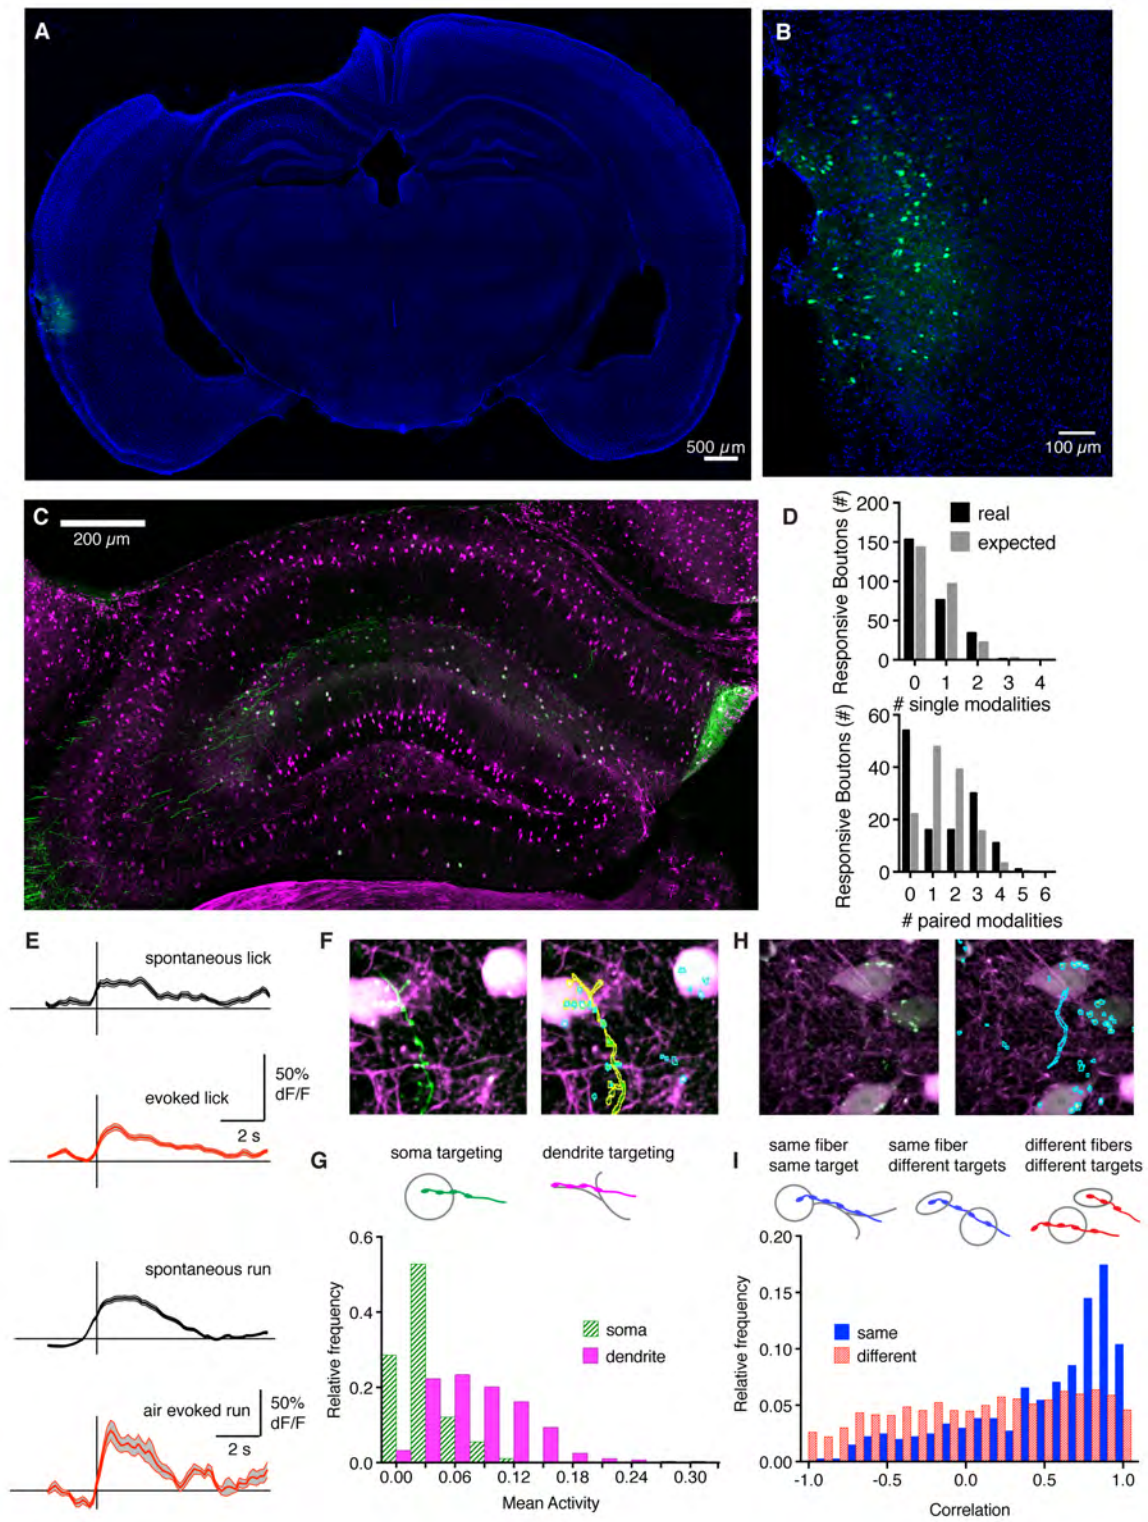 A
500 µm
B
100 µm
C
200 µm
D
Responsive Boutons (#)
200
150
100
50
0
real
expected
0 1 2 3 4
# single modalities
Responsive Boutons (#)
60
40
20
0
0 1 2 3 4 5 6
# paired modalities
E
spontaneous lick
evoked lick
50%
dF/F
2 s
spontaneous run
air evoked run
50%
dF/F
2 s
F
G
soma targeting
dendrite targeting
Relative frequency
0.6
0.4
0.2
0.0
soma
dendrite
0.00 0.06 0.12 0.18 0.24 0.30
Mean Activity
H
I
same fiber
same target
same fiber
different targets
different fibers
different targets
Relative frequency
0.20
0.15
0.10
0.05
0.00
same
different
-1.0 -0.5 0.0 0.5 1.0
Correlation